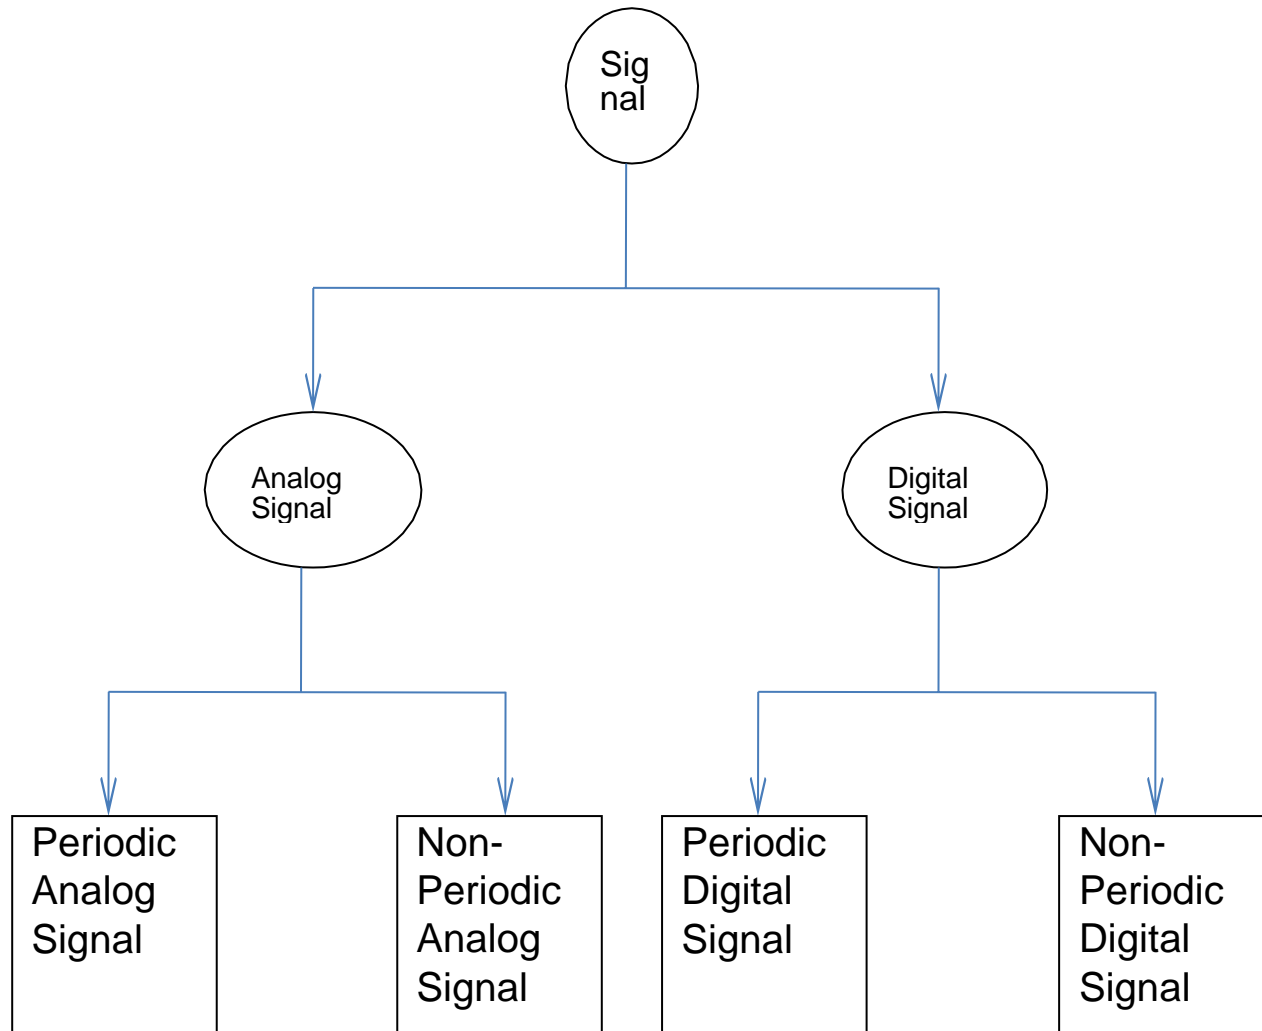 Sig
nal
Analog
Signal
Digital
Signal
Periodic
Analog
Signal
Non-
Periodic
Analog
Signal
Periodic
Digital
Signal
Non-
Periodic
Digital
Signal